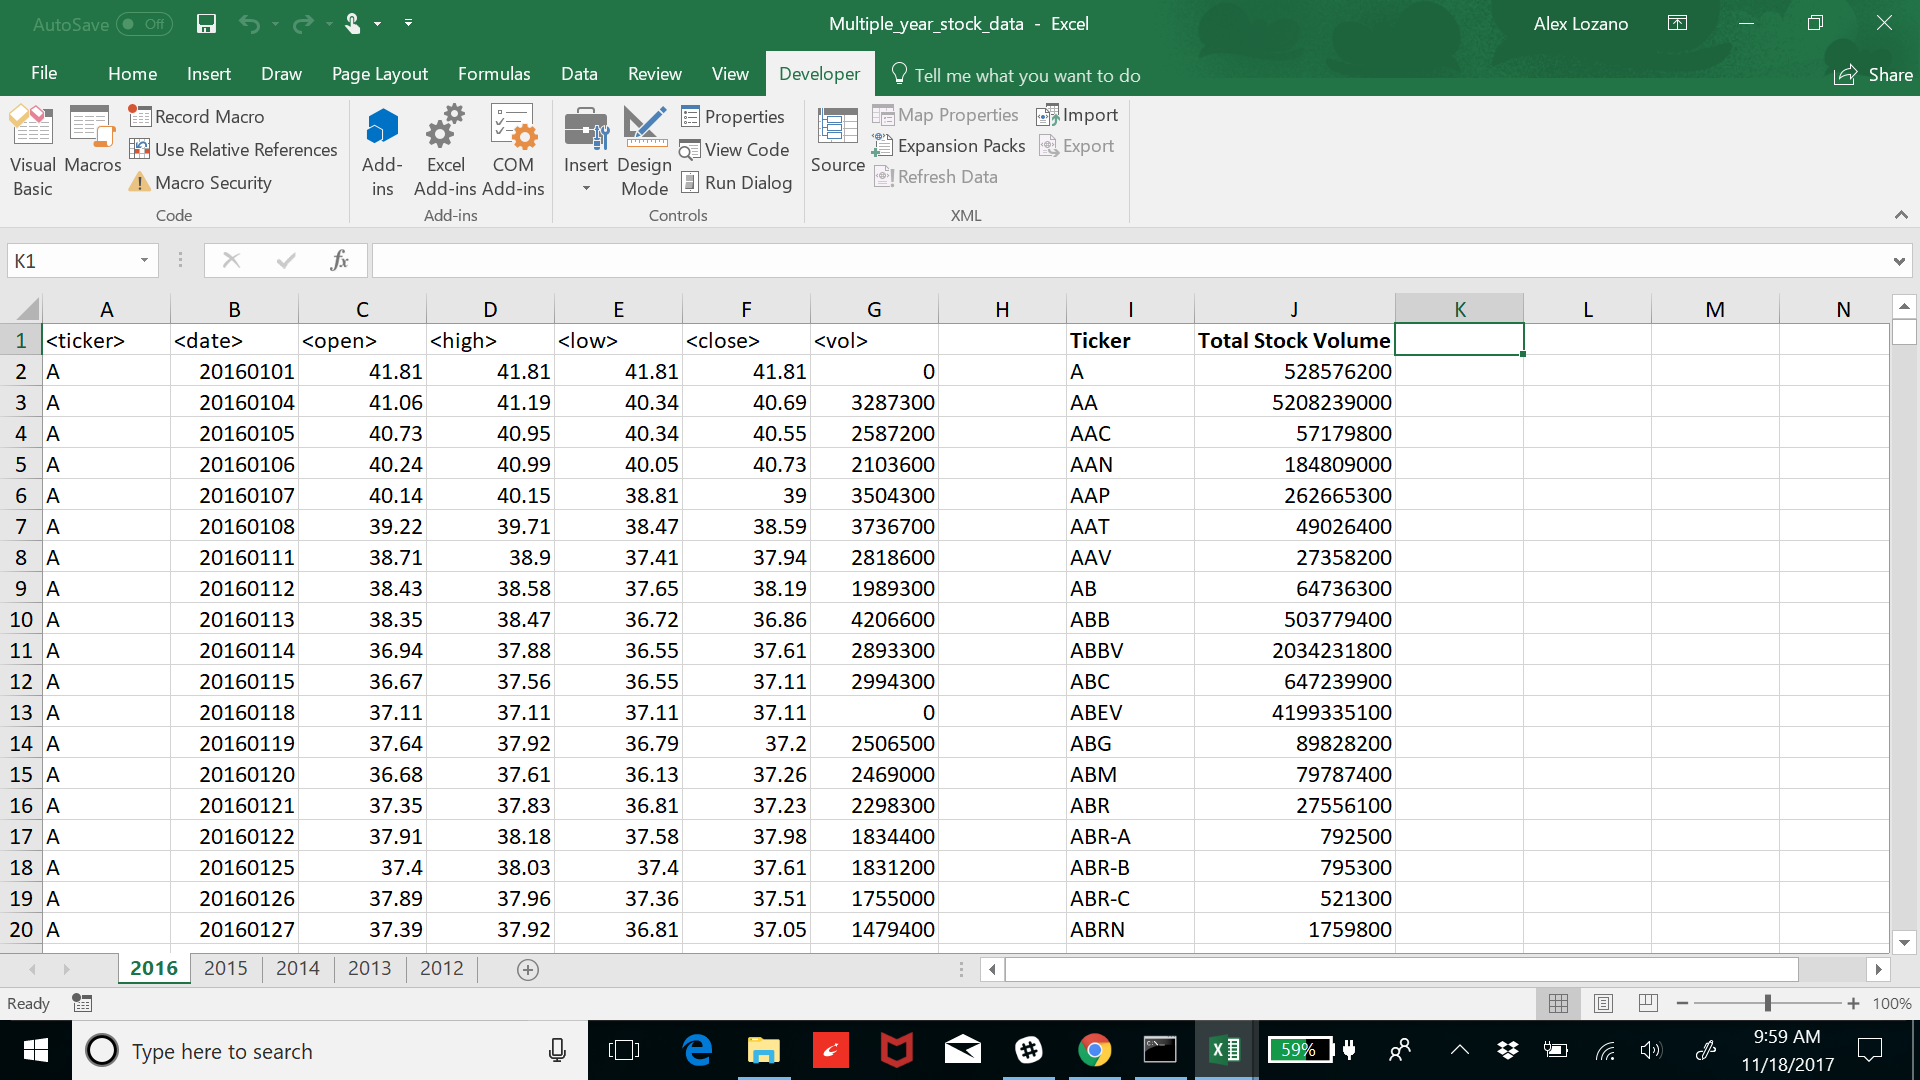 AutoSave Off
Multiple_year_stock_data - Excel
Alex Lozano
File Home Insert Draw Page Layout Formulas Data Review View Developer Tell me what you want to do Share
Visual Basic
Macros
Record Macro
Use Relative References
Macro Security
Code
Add-ins
Excel Add-ins
COM Add-ins
Add-ins
Insert
Design Mode
Properties
View Code
Run Dialog
Controls
Source
Map Properties
Expansion Packs
Refresh Data
Import
Export
XML
K1
fx
A B C D E F G H I J K L M N
1 <ticker> <date> <open> <high> <low> <close> <vol> Ticker Total Stock Volume
2 A 20160101 41.81 41.81 41.81 41.81 0 A 528576200
3 A 20160104 41.06 41.19 40.34 40.69 3287300 AA 5208239000
4 A 20160105 40.73 40.95 40.34 40.55 2587200 AAC 57179800
5 A 20160106 40.24 40.99 40.05 40.73 2103600 AAN 184809000
6 A 20160107 40.14 40.15 38.81 39 3504300 AAP 262665300
7 A 20160108 39.22 39.71 38.47 38.59 3736700 AAT 49026400
8 A 20160111 38.71 38.9 37.41 37.94 2818600 AAV 27358200
9 A 20160112 38.43 38.58 37.65 38.19 1989300 AB 64736300
10 A 20160113 38.35 38.47 36.72 36.86 4206600 ABB 503779400
11 A 20160114 36.94 37.88 36.55 37.61 2893300 ABBV 2034231800
12 A 20160115 36.67 37.56 36.55 37.11 2994300 ABC 647239900
13 A 20160118 37.11 37.11 37.11 37.11 0 ABEV 4199335100
14 A 20160119 37.64 37.92 36.79 37.2 2506500 ABG 89828200
15 A 20160120 36.68 37.61 36.13 37.26 2469000 ABM 79787400
16 A 20160121 37.35 37.83 36.81 37.23 2298300 ABR 27556100
17 A 20160122 37.91 38.18 37.58 37.98 1834400 ABR-A 792500
18 A 20160125 37.4 38.03 37.4 37.61 1831200 ABR-B 795300
19 A 20160126 37.89 37.96 37.36 37.51 1755000 ABR-C 521300
20 A 20160127 37.39 37.92 36.81 37.05 1479400 ABRN 1759800
2016 2015 2014 2013 2012
Ready
100%
Type here to search
59%
9:59 AM
11/18/2017